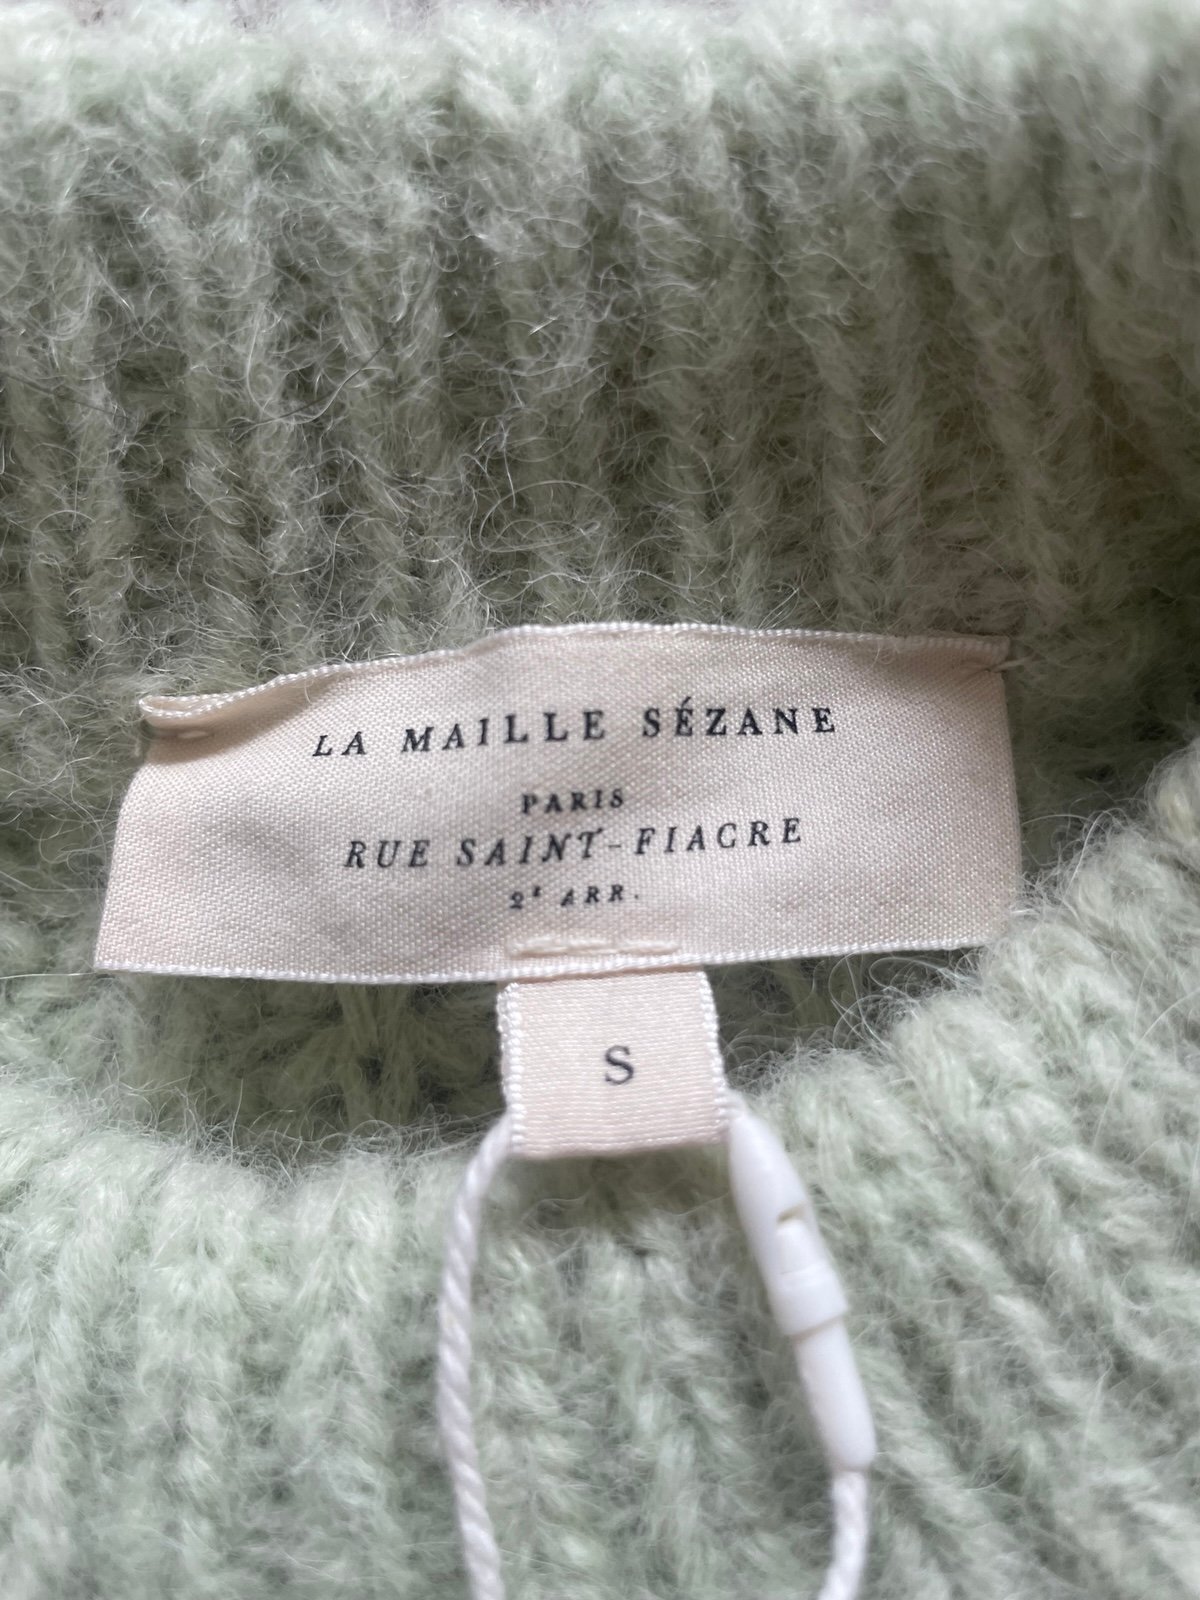 LA MAILLE SÉZANE
PARIS
RUE SAINT-FIACRE
2ᵉ ARR.
S